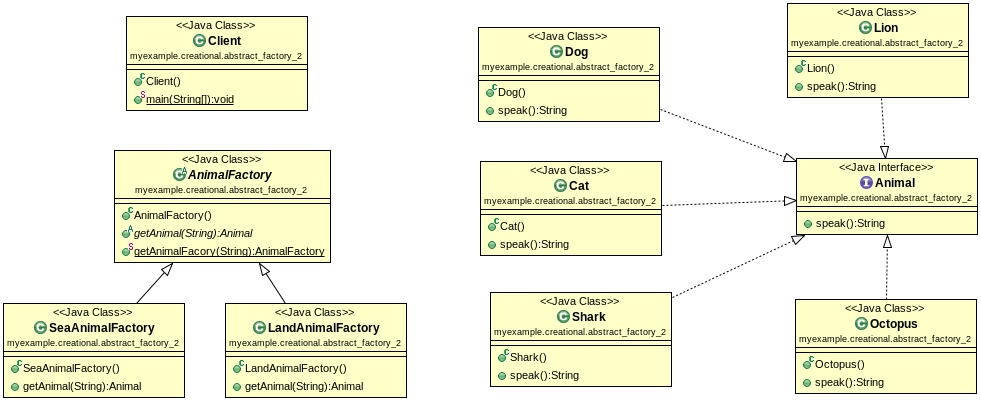 <<Java Class>>
Client
myexample.creational.abstract_factory_2
Client()
main(String[]):void
<<Java Class>>
Dog
myexample.creational.abstract_factory_2
Dog()
speak():String
<<Java Class>>
Lion
myexample.creational.abstract_factory_2
Lion()
speak():String
<<Java Class>>
AnimalFactory
myexample.creational.abstract_factory_2
AnimalFactory()
getAnimal(String):Animal
getAnimalFacory(String):AnimalFactory
<<Java Class>>
Cat
myexample.creational.abstract_factory_2
Cat()
speak():String
<<Java Interface>>
Animal
myexample.creational.abstract_factory_2
speak():String
<<Java Class>>
SeaAnimalFactory
myexample.creational.abstract_factory_2
SeaAnimalFactory()
getAnimal(String):Animal
<<Java Class>>
LandAnimalFactory
myexample.creational.abstract_factory_2
LandAnimalFactory()
getAnimal(String):Animal
<<Java Class>>
Shark
myexample.creational.abstract_factory_2
Shark()
speak():String
<<Java Class>>
Octopus
myexample.creational.abstract_factory_2
Octopus()
speak():String